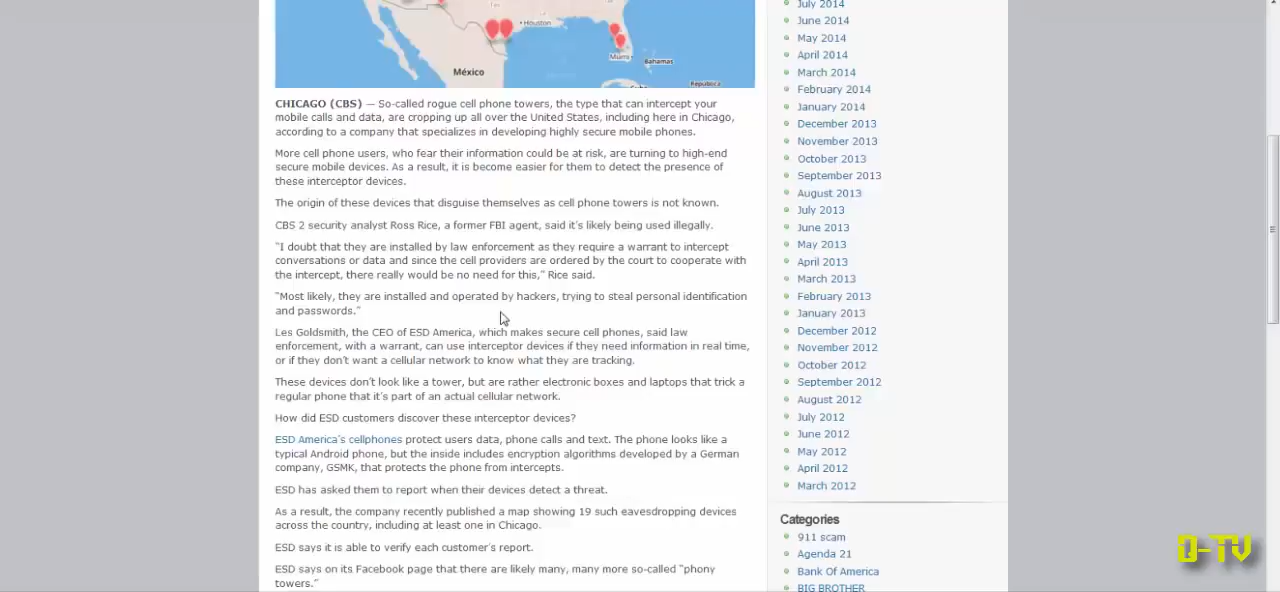 Houston
Miami
Bahamas
México
Republica
CHICAGO (CBS) — So-called rogue cell phone towers, the type that can intercept your
mobile calls and data, are cropping up all over the United States, including here in Chicago,
according to a company that specializes in developing highly secure mobile phones.
More cell phone users, who fear their information could be at risk, are turning to high-end
secure mobile devices. As a result, it is become easier for them to detect the presence of
these interceptor devices.
The origin of these devices that disguise themselves as cell phone towers is not known.
CBS 2 security analyst Ross Rice, a former FBI agent, said it's likely being used illegally.
"I doubt that they are installed by law enforcement as they require a warrant to intercept
conversations or data and since the cell providers are ordered by the court to cooperate with
the intercept, there really would be no need for this," Rice said.
"Most likely, they are installed and operated by hackers, trying to steal personal identification
and passwords."
Les Goldsmith, the CEO of ESD America, which makes secure cell phones, said law
enforcement, with a warrant, can use interceptor devices if they need information in real time,
or if they don't want a cellular network to know what they are tracking.
These devices don't look like a tower, but are rather electronic boxes and laptops that trick a
regular phone that it's part of an actual cellular network.
How did ESD customers discover these interceptor devices?
ESD America's cellphones protect users data, phone calls and text. The phone looks like a
typical Android phone, but the inside includes encryption algorithms developed by a German
company, GSMK, that protects the phone from intercepts.
ESD has asked them to report when their devices detect a threat.
As a result, the company recently published a map showing 19 such eavesdropping devices
across the country, including at least one in Chicago.
ESD says it is able to verify each customer's report.
ESD says on its Facebook page that there are likely many, many more so-called "phony
towers."
July 2014
June 2014
May 2014
April 2014
March 2014
February 2014
January 2014
December 2013
November 2013
October 2013
September 2013
August 2013
July 2013
June 2013
May 2013
April 2013
March 2013
February 2013
January 2013
December 2012
November 2012
October 2012
September 2012
August 2012
July 2012
June 2012
May 2012
April 2012
March 2012
Categories
911 scam
Agenda 21
Bank Of America
BIG BROTHER